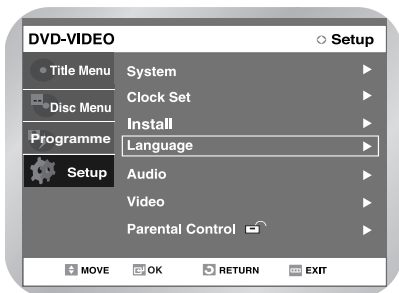 DVD-VIDEO Setup
Title Menu
Disc Menu
Programme
Setup
System
Clock Set
Install
Language
Audio
Video
Parental Control
MOVE OK RETURN EXIT